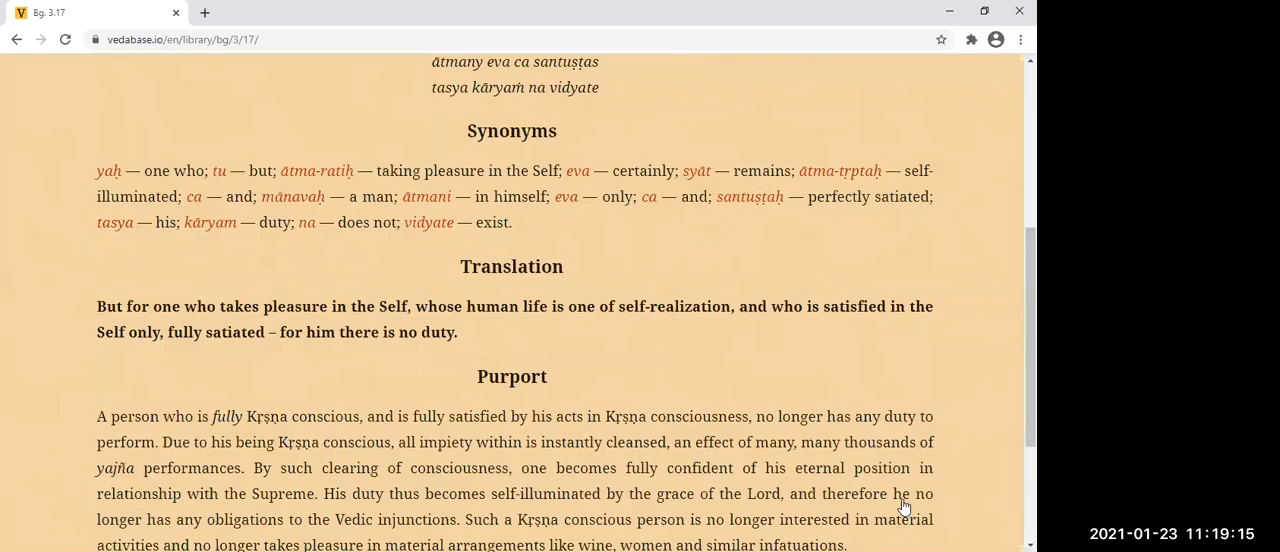 Bg. 3.17
vedabase.io/en/library/bg/3/17/
ātmany eva ca santuṣṭas
tasya kāryaṁ na vidyate
Synonyms
yaḥ — one who; tu — but; ātma-ratiḥ — taking pleasure in the Self; eva — certainly; syāt — remains; ātma-tṛptaḥ — self-
illuminated; ca — and; mānavaḥ — a man; ātmani — in himself; eva — only; ca — and; santuṣṭaḥ — perfectly satiated;
tasya — his; kāryam — duty; na — does not; vidyate — exist.
Translation
But for one who takes pleasure in the Self, whose human life is one of self-realization, and who is satisfied in the
Self only, fully satiated – for him there is no duty.
Purport
A person who is fully Kṛṣṇa conscious, and is fully satisfied by his acts in Kṛṣṇa consciousness, no longer has any duty to
perform. Due to his being Kṛṣṇa conscious, all impiety within is instantly cleansed, an effect of many, many thousands of
yajña performances. By such clearing of consciousness, one becomes fully confident of his eternal position in
relationship with the Supreme. His duty thus becomes self-illuminated by the grace of the Lord, and therefore he no
longer has any obligations to the Vedic injunctions. Such a Kṛṣṇa conscious person is no longer interested in material
activities and no longer takes pleasure in material arrangements like wine, women and similar infatuations.
2021-01-23 11:19:15